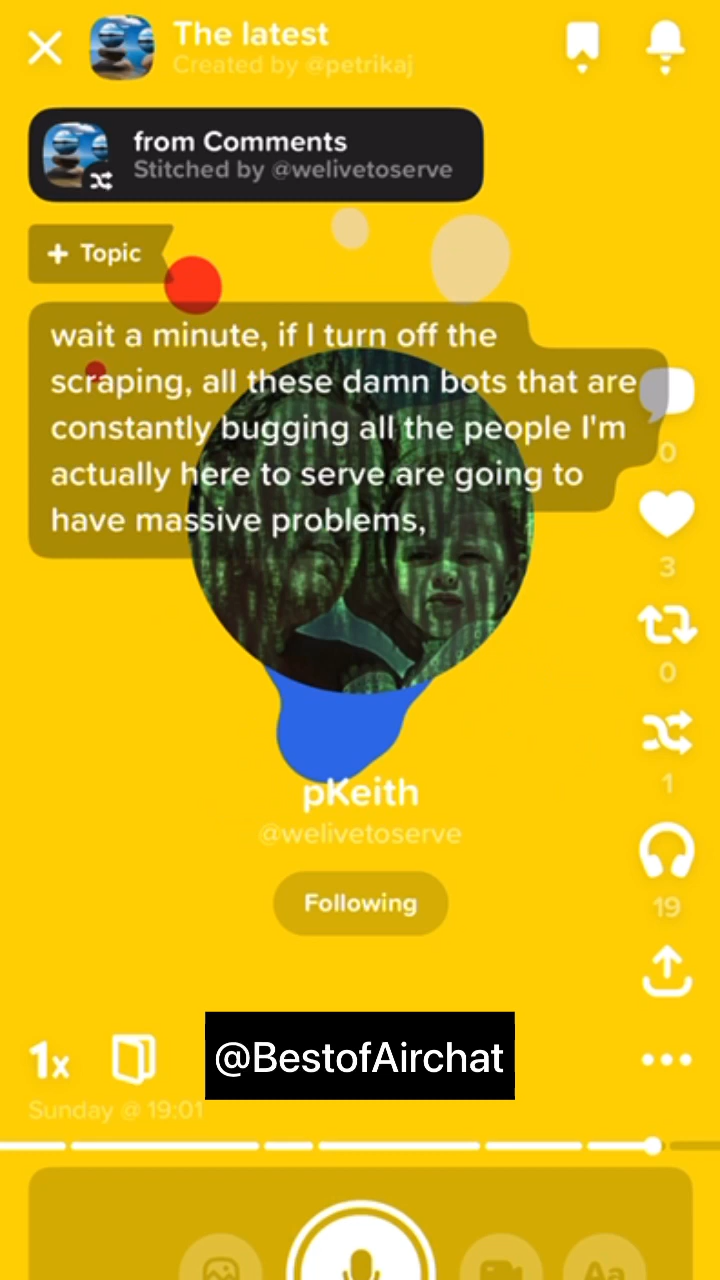 The latest
Created by @petrikaj
from Comments
Stitched by @welivetoserve
+ Topic
wait a minute, if I turn off the
scraping, all these damn bots that are
constantly bugging all the people I'm
actually here to serve are going to
have massive problems,
0
3
0
1
19
pKeith
@welivetoserve
Following
@BestofAirchat
1x
Sunday @ 19:01
Aa